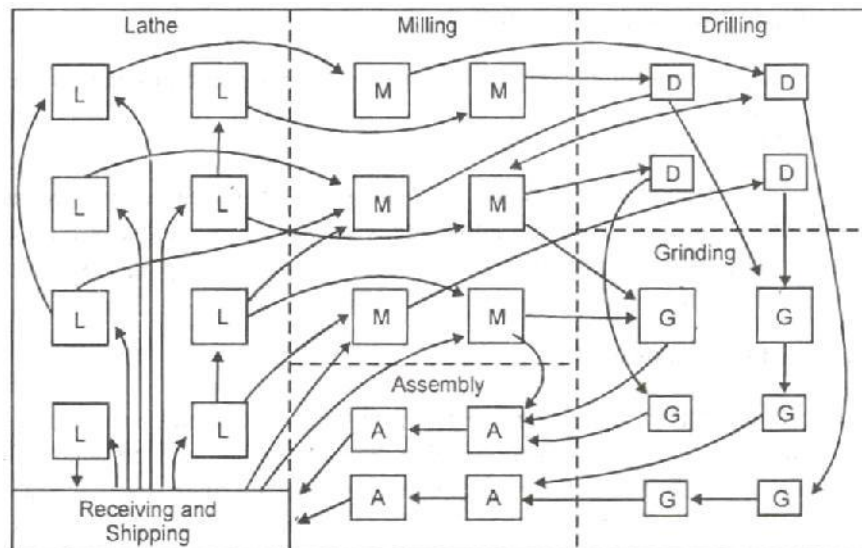 Lathe Milling Drilling
L L M M D D
L L M M D D
Grinding
L L M M G G
Assembly
L L A A G G
Receiving and
Shipping
A A G G